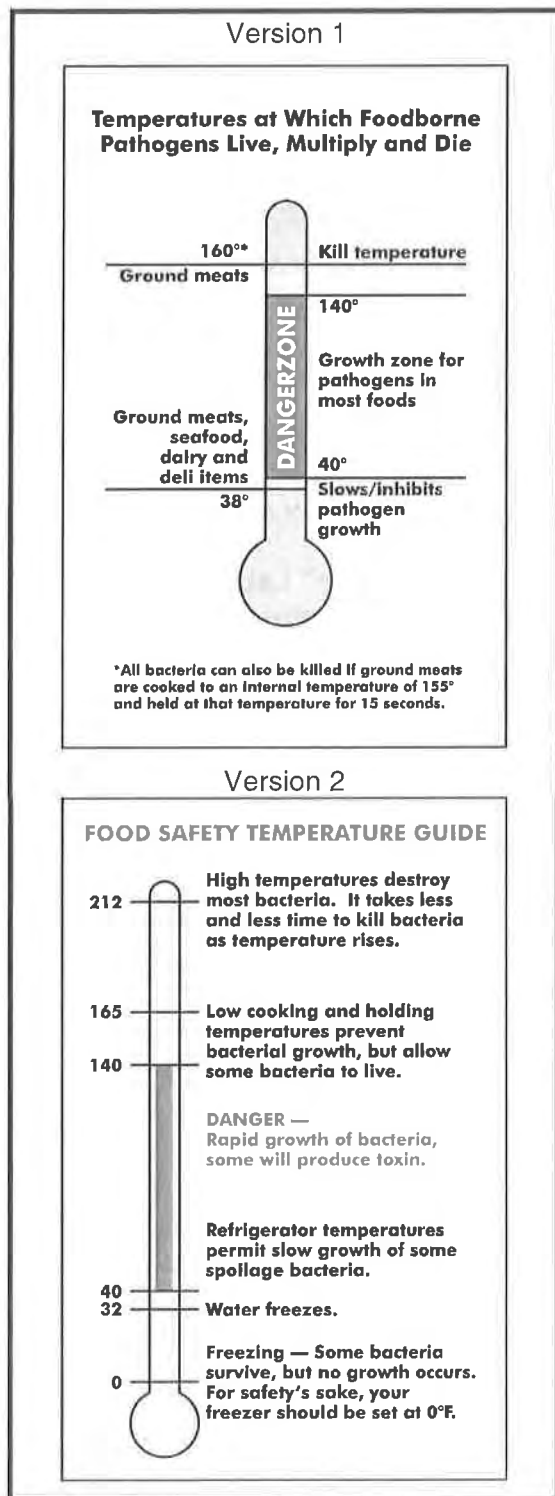 Version 1
Temperatures at Which Foodborne
Pathogens Live, Multiply and Die
160°*
Kill temperature
Ground meats
140°
DANGERZONE
Growth zone for
pathogens in
most foods
Ground meats,
seafood,
dairy and
deli items
40°
38°
Slows/inhibits
pathogen
growth
*All bacteria can also be killed if ground meats
are cooked to an internal temperature of 155°
and held at that temperature for 15 seconds.
Version 2
FOOD SAFETY TEMPERATURE GUIDE
212
High temperatures destroy
most bacteria. It takes less
and less time to kill bacteria
as temperature rises.
165
Low cooking and holding
temperatures prevent
bacterial growth, but allow
some bacteria to live.
140
DANGER —
Rapid growth of bacteria,
some will produce toxin.
Refrigerator temperatures
permit slow growth of some
spoilage bacteria.
40
32
Water freezes.
Freezing — Some bacteria
survive, but no growth occurs.
For safety's sake, your
freezer should be set at 0°F.
0